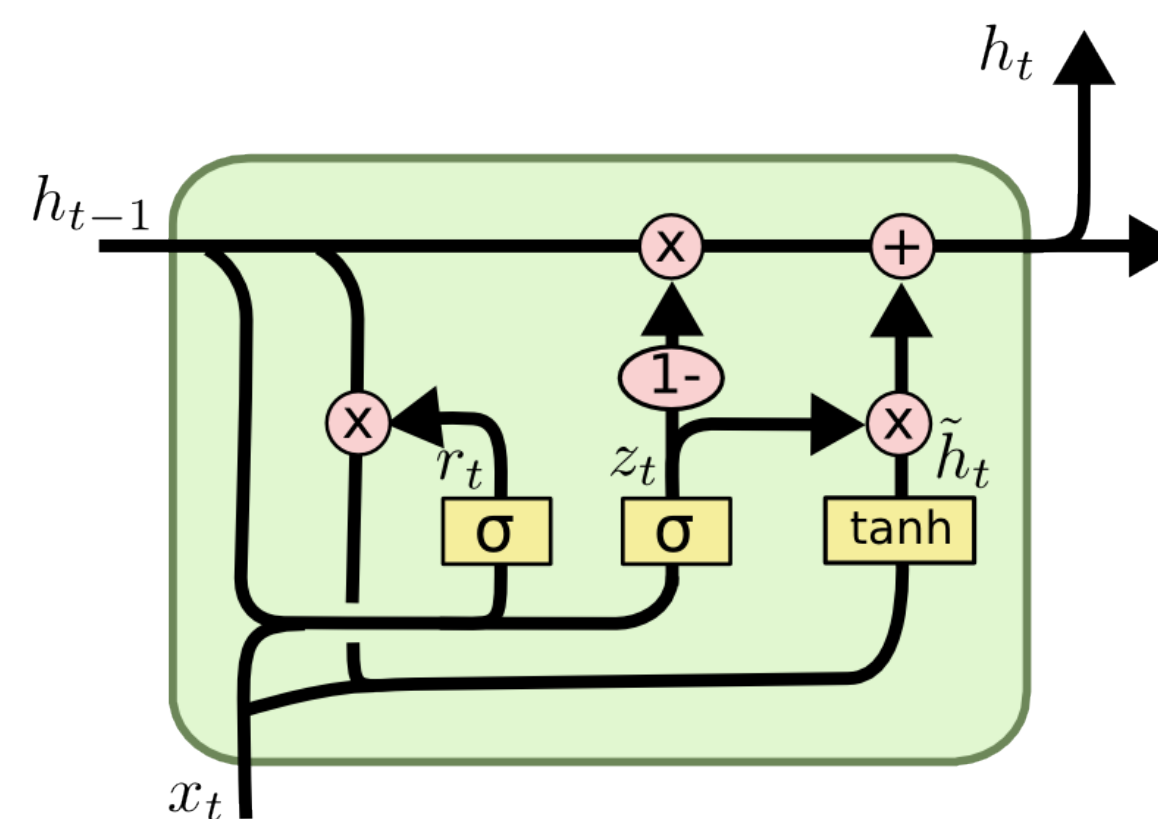 h_t
h_{t-1}
x
+
1-
x
x
r_t
z_t
h̃_t
σ
σ
tanh
x_t